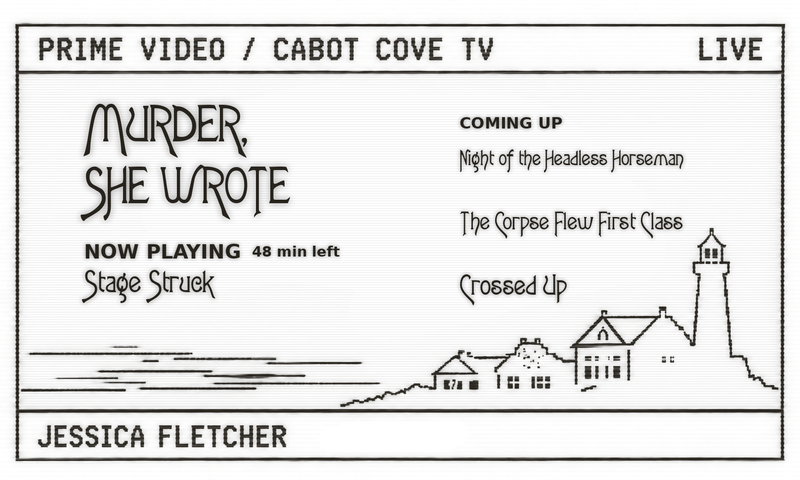 PRIME VIDEO / CABOT COVE TV LIVE
MURDER,
SHE WROTE
NOW PLAYING 48 min left
Stage Struck
COMING UP
Night of the Headless Horseman
The Corpse Flew First Class
Crossed Up
JESSICA FLETCHER